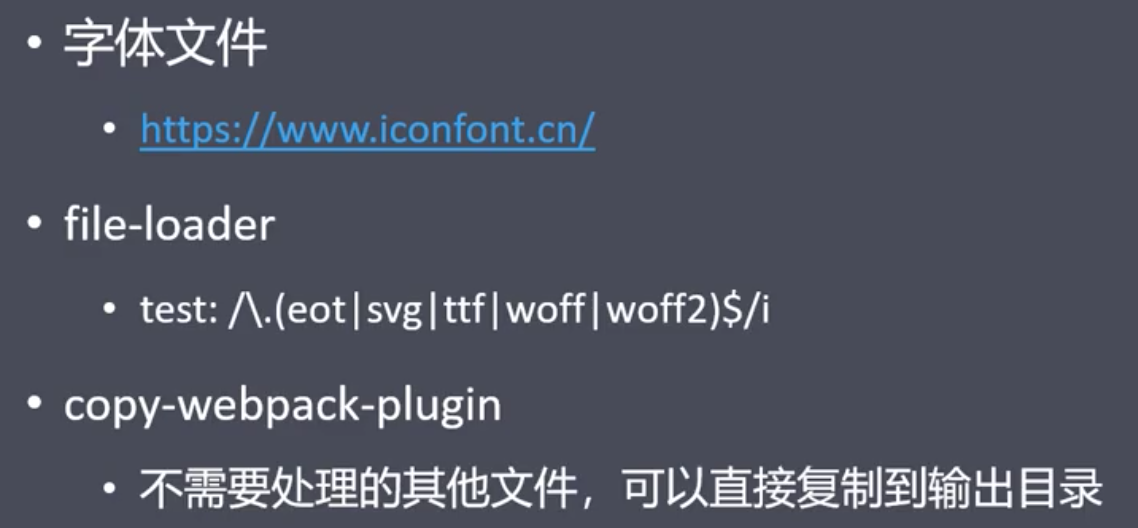 • 字体文件
• https://www.iconfont.cn/
• file-loader
• test: /\.(eot|svg|ttf|woff|woff2)$/i
• copy-webpack-plugin
• 不需要处理的其他文件，可以直接复制到输出目录